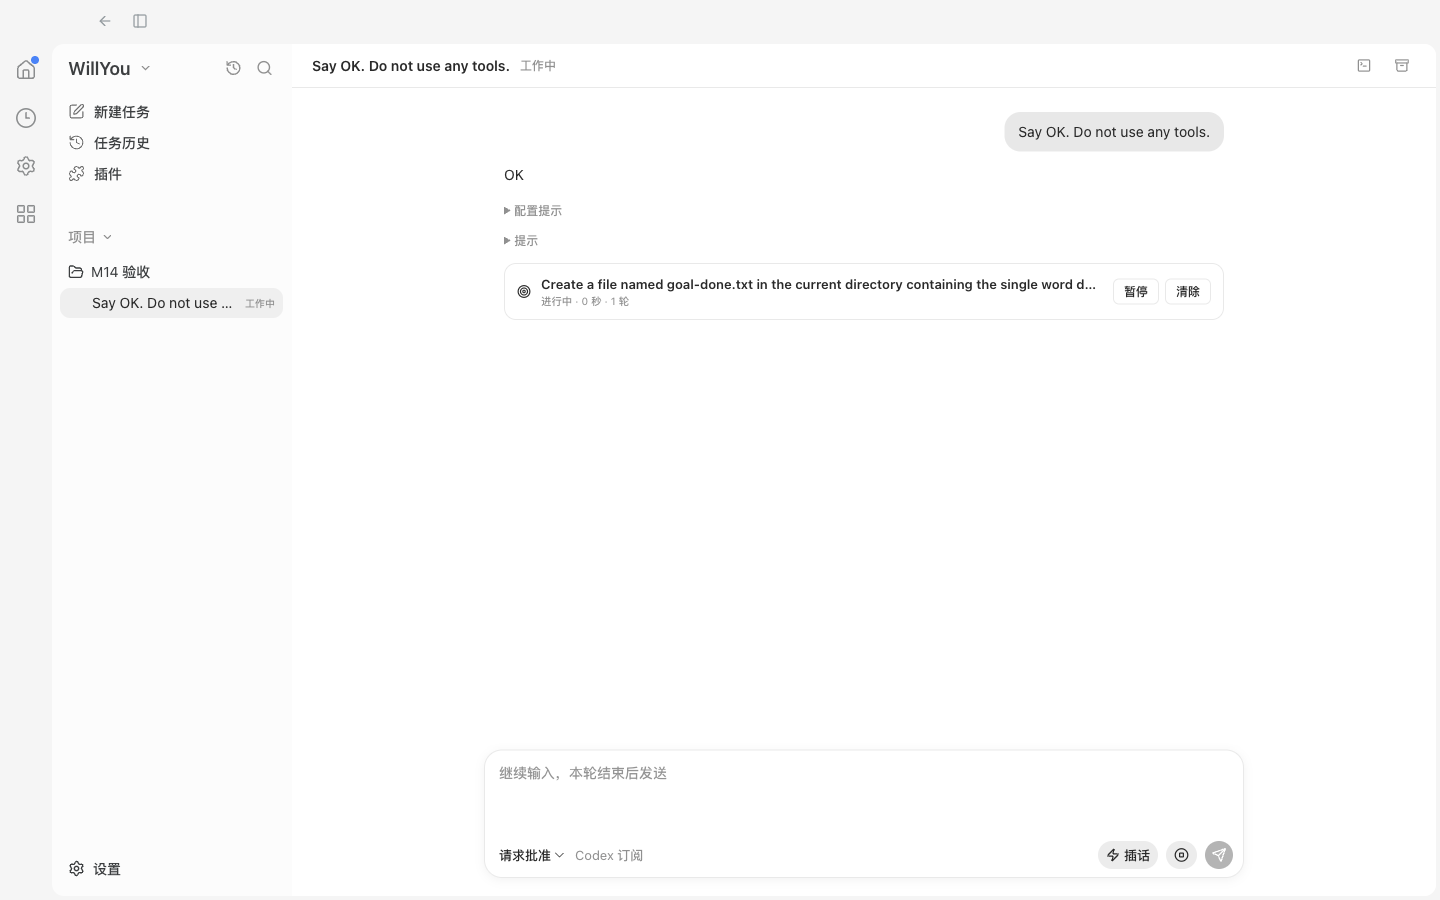 WillYou
新建任务
任务历史
插件
项目
M14 验收
Say OK. Do not use ... 工作中
设置
Say OK. Do not use any tools. 工作中
Say OK. Do not use any tools.
OK
配置提示
提示
Create a file named goal-done.txt in the current directory containing the single word d...
进行中 · 0 秒 · 1 轮
暂停 清除
继续输入，本轮结束后发送
请求批准 Codex 订阅 插话